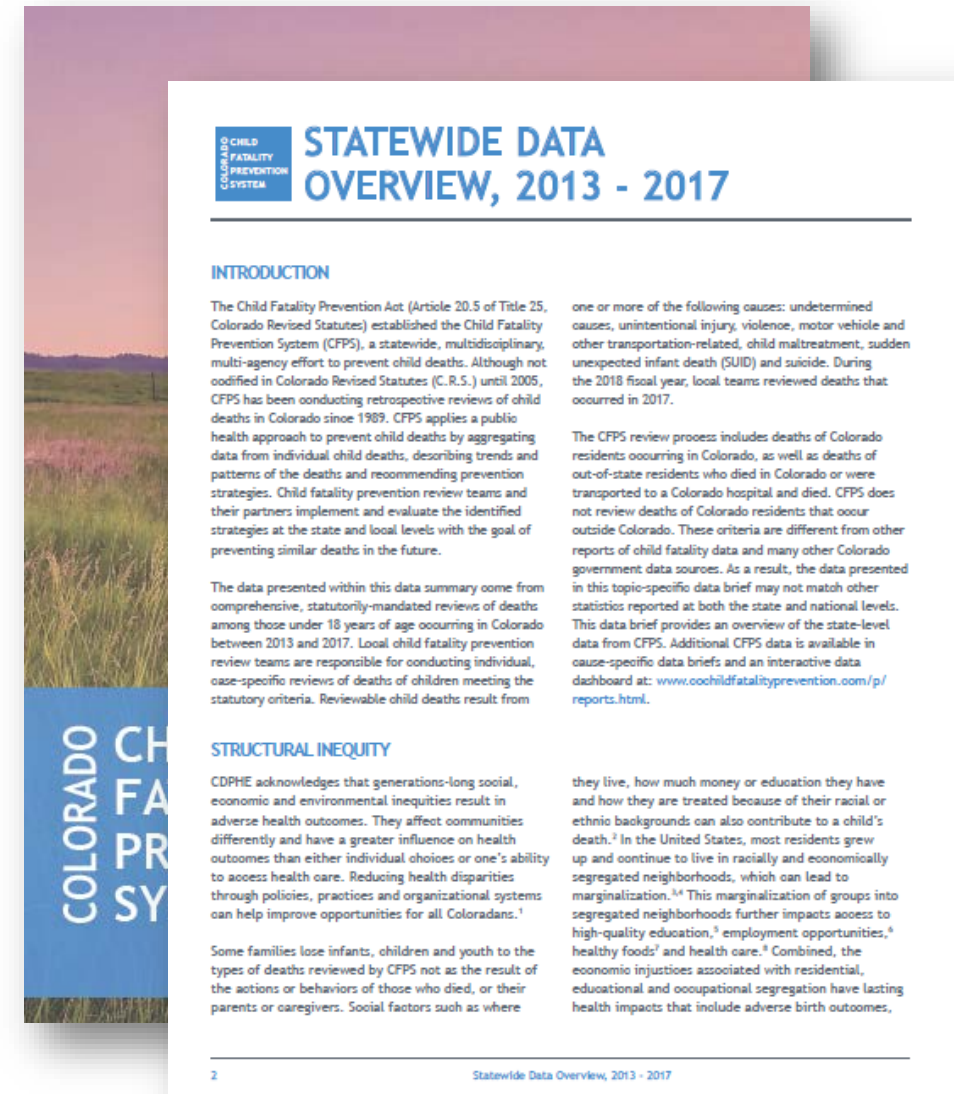 COLORADO
CH
FA
PR
SY
COLORADO
CHILD
FATALITY
PREVENTION
SYSTEM
STATEWIDE DATA
OVERVIEW, 2013 - 2017
INTRODUCTION
The Child Fatality Prevention Act (Article 20.5 of Title 25,
Colorado Revised Statutes) established the Child Fatality
Prevention System (CFPS), a statewide, multidisciplinary,
multi-agency effort to prevent child deaths. Although not
codified in Colorado Revised Statutes (C.R.S.) until 2005,
CFPS has been conducting retrospective reviews of child
deaths in Colorado since 1989. CFPS applies a public
health approach to prevent child deaths by aggregating
data from individual child deaths, describing trends and
patterns of the deaths and recommending prevention
strategies. Child fatality prevention review teams and
their partners implement and evaluate the identified
strategies at the state and local levels with the goal of
preventing similar deaths in the future.
The data presented within this data summary come from
comprehensive, statutorily-mandated reviews of deaths
among those under 18 years of age occurring in Colorado
between 2013 and 2017. Local child fatality prevention
review teams are responsible for conducting individual,
case-specific reviews of deaths of children meeting the
statutory criteria. Reviewable child deaths result from
one or more of the following causes: undetermined
causes, unintentional injury, violence, motor vehicle and
other transportation-related, child maltreatment, sudden
unexpected infant death (SUID) and suicide. During
the 2018 fiscal year, local teams reviewed deaths that
occurred in 2017.
The CFPS review process includes deaths of Colorado
residents occurring in Colorado, as well as deaths of
out-of-state residents who died in Colorado or were
transported to a Colorado hospital and died. CFPS does
not review deaths of Colorado residents that occur
outside Colorado. These criteria are different from other
reports of child fatality data and many other Colorado
government data sources. As a result, the data presented
in this topic-specific data brief may not match other
statistics reported at both the state and national levels.
This data brief provides an overview of the state-level
data from CFPS. Additional CFPS data is available in
cause-specific data briefs and an interactive data
dashboard at: www.cochildfatalityprevention.com/p/
reports.html.
STRUCTURAL INEQUITY
CDPHE acknowledges that generations-long social,
economic and environmental inequities result in
adverse health outcomes. They affect communities
differently and have a greater influence on health
outcomes than either individual choices or one's ability
to access health care. Reducing health disparities
through policies, practices and organizational systems
can help improve opportunities for all Coloradans.¹
Some families lose infants, children and youth to the
types of deaths reviewed by CFPS not as the result of
the actions or behaviors of those who died, or their
parents or caregivers. Social factors such as where
they live, how much money or education they have
and how they are treated because of their racial or
ethnic backgrounds can also contribute to a child's
death.² In the United States, most residents grew
up and continue to live in racially and economically
segregated neighborhoods, which can lead to
marginalization.³,⁴ This marginalization of groups into
segregated neighborhoods further impacts access to
high-quality education,⁵ employment opportunities,⁶
healthy foods⁷ and health care.⁸ Combined, the
economic injustices associated with residential,
educational and occupational segregation have lasting
health impacts that include adverse birth outcomes,
2
Statewide Data Overview, 2013 - 2017